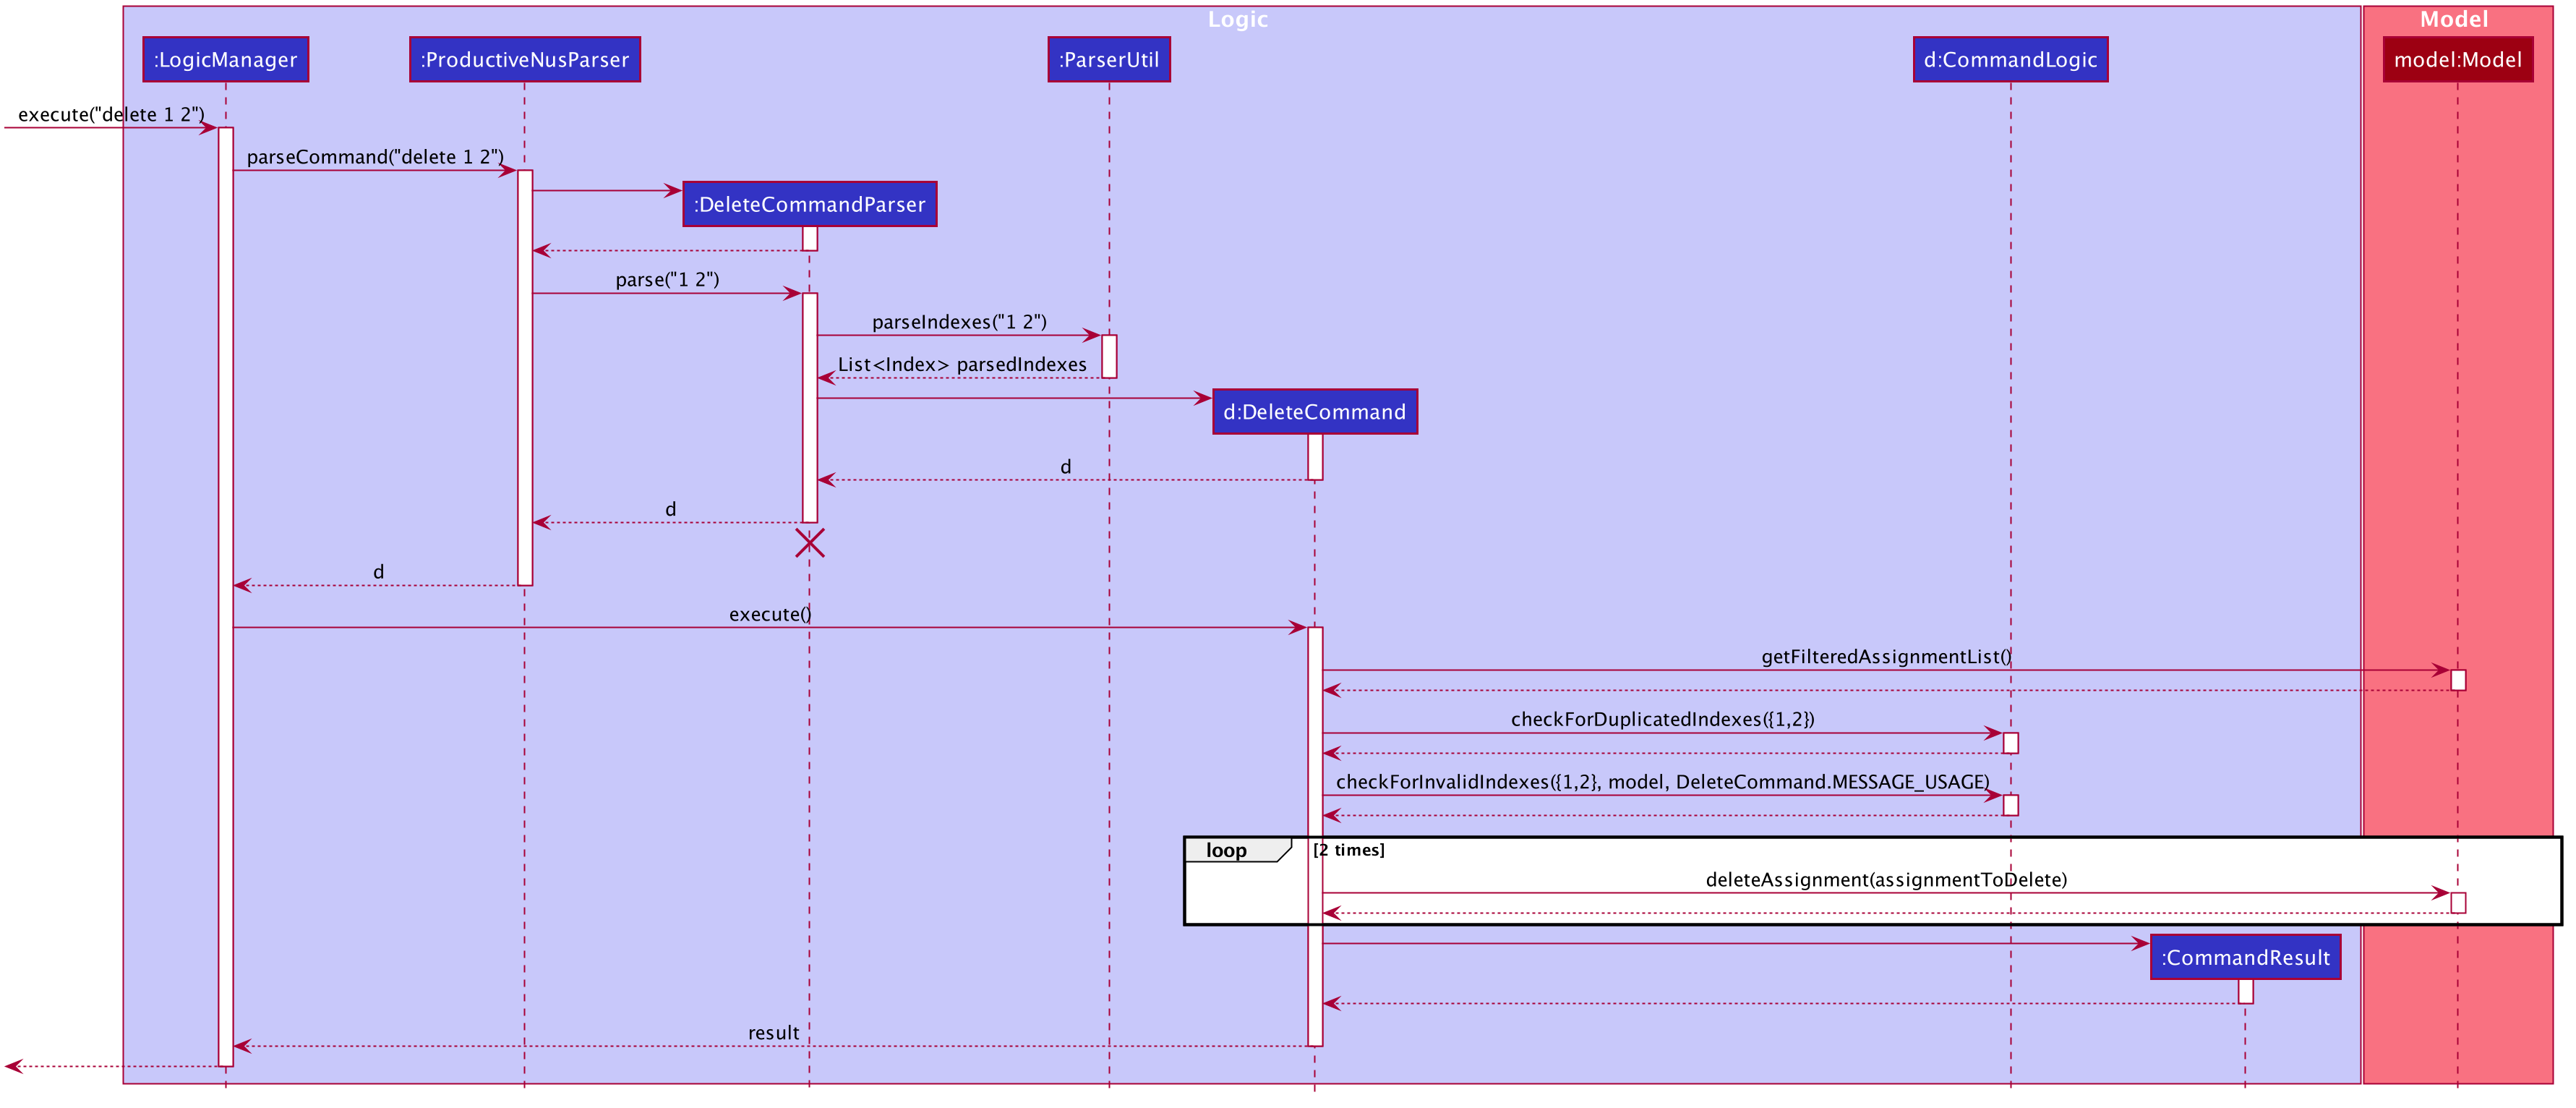 Logic
Model
:LogicManager
:ProductiveNusParser
:ParserUtil
d:CommandLogic
model:Model
execute("delete 1 2")
parseCommand("delete 1 2")
:DeleteCommandParser
parse("1 2")
parseIndexes("1 2")
List<Index> parsedIndexes
d:DeleteCommand
d
d
d
execute()
getFilteredAssignmentList()
checkForDuplicatedIndexes({1,2})
checkForInvalidIndexes({1,2}, model, DeleteCommand.MESSAGE_USAGE)
loop [2 times]
deleteAssignment(assignmentToDelete)
:CommandResult
result